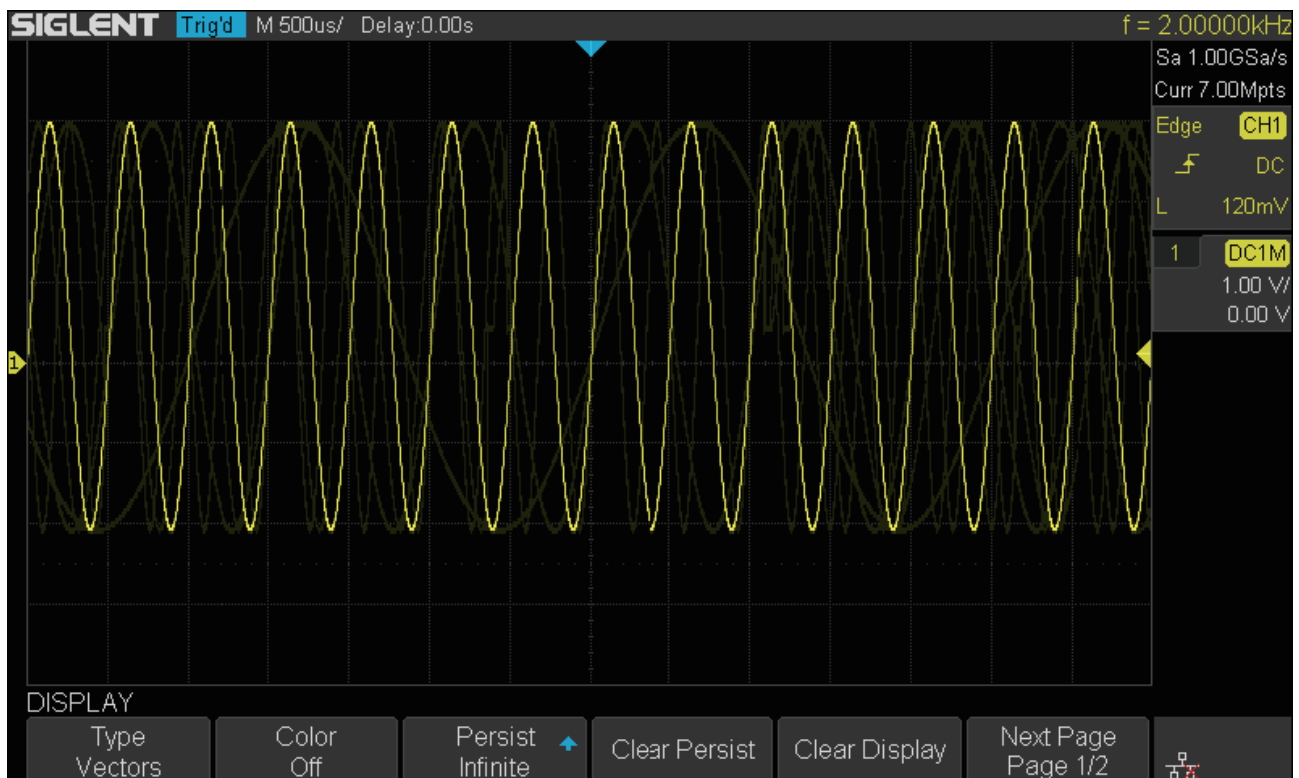 SIGLENT Trig'd M 500us/ Delay:0.00s f = 2.00000kHz
Sa 1.00GSa/s
Curr 7.00Mpts
Edge CH1
DC
L 120mV
1 DC1M
1.00 V/
0.00 V
1
DISPLAY
Type
Vectors
Color
Off
Persist
Infinite
Clear Persist
Clear Display
Next Page
Page 1/2